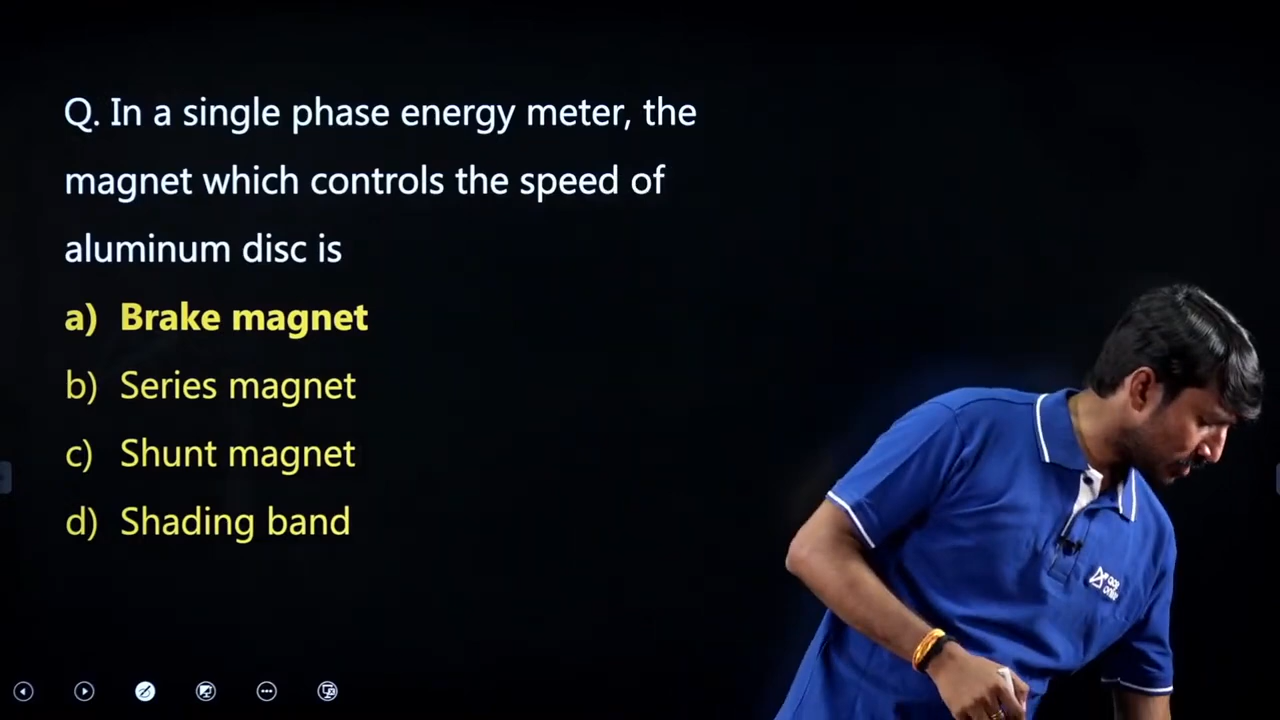 Q. In a single phase energy meter, the
magnet which controls the speed of
aluminum disc is
a) Brake magnet
b) Series magnet
c) Shunt magnet
d) Shading band